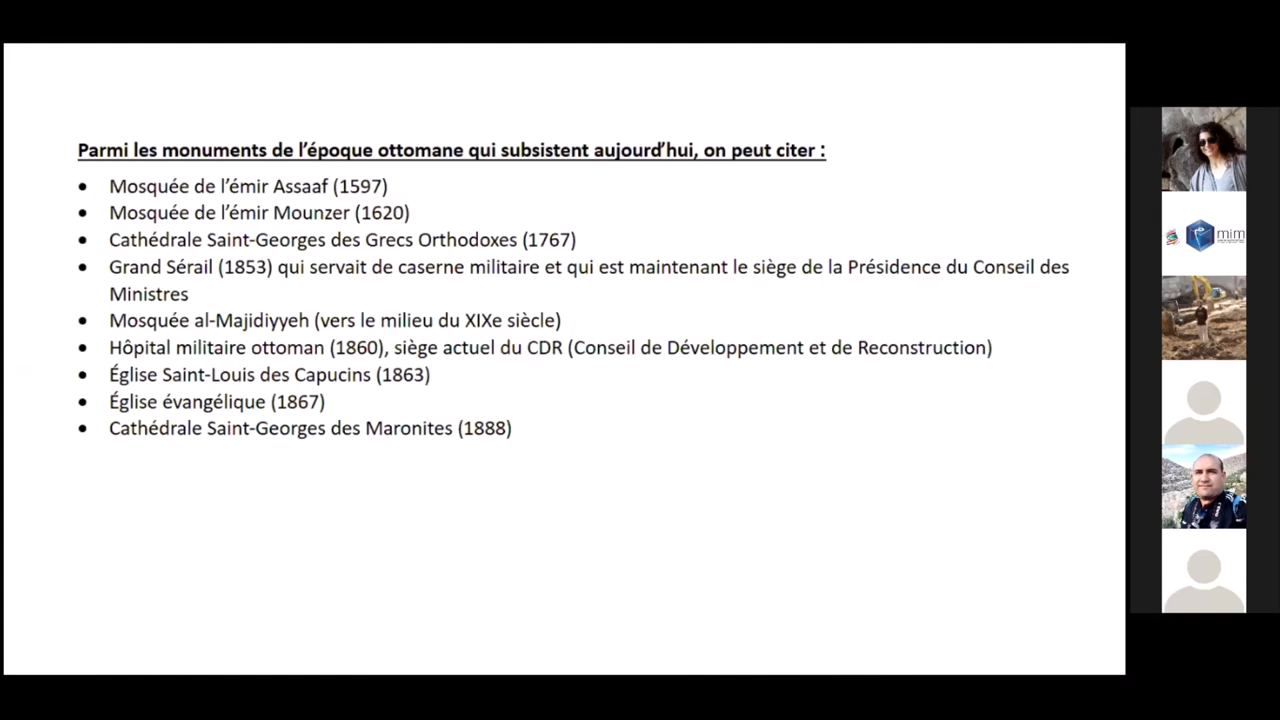 Parmi les monuments de l’époque ottomane qui subsistent aujourd’hui, on peut citer :
• Mosquée de l’émir Assaaf (1597)
• Mosquée de l’émir Mounzer (1620)
• Cathédrale Saint-Georges des Grecs Orthodoxes (1767)
• Grand Sérail (1853) qui servait de caserne militaire et qui est maintenant le siège de la Présidence du Conseil des
Ministres
• Mosquée al-Majidiyyeh (vers le milieu du XIXe siècle)
• Hôpital militaire ottoman (1860), siège actuel du CDR (Conseil de Développement et de Reconstruction)
• Église Saint-Louis des Capucins (1863)
• Église évangélique (1867)
• Cathédrale Saint-Georges des Maronites (1888)
mim